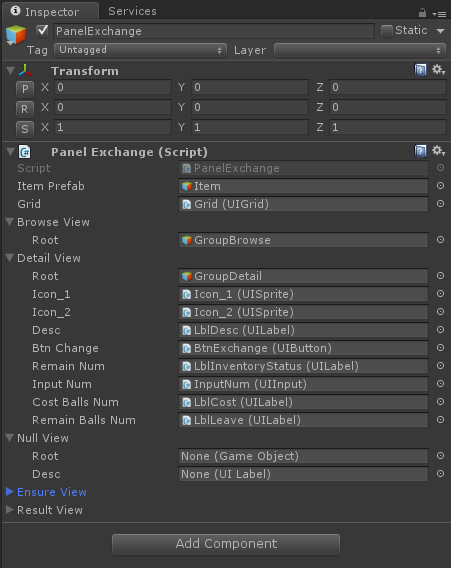 Inspector Services
PanelExchange Static
Tag Untagged Layer
Transform
P X 0 Y 0 Z 0
R X 0 Y 0 Z 0
S X 1 Y 1 Z 1
Panel Exchange (Script)
Script PanelExchange
Item Prefab Item
Grid Grid (UIGrid)
Browse View
Root GroupBrowse
Detail View
Root GroupDetail
Icon_1 Icon_1 (UISprite)
Icon_2 Icon_2 (UISprite)
Desc LblDesc (UILabel)
Btn Change BtnExchange (UIButton)
Remain Num LblInventoryStatus (UILabel)
Input Num InputNum (UIInput)
Cost Balls Num LblCost (UILabel)
Remain Balls Num LblLeave (UILabel)
Null View
Root None (Game Object)
Desc None (UI Label)
Ensure View
Result View
Add Component